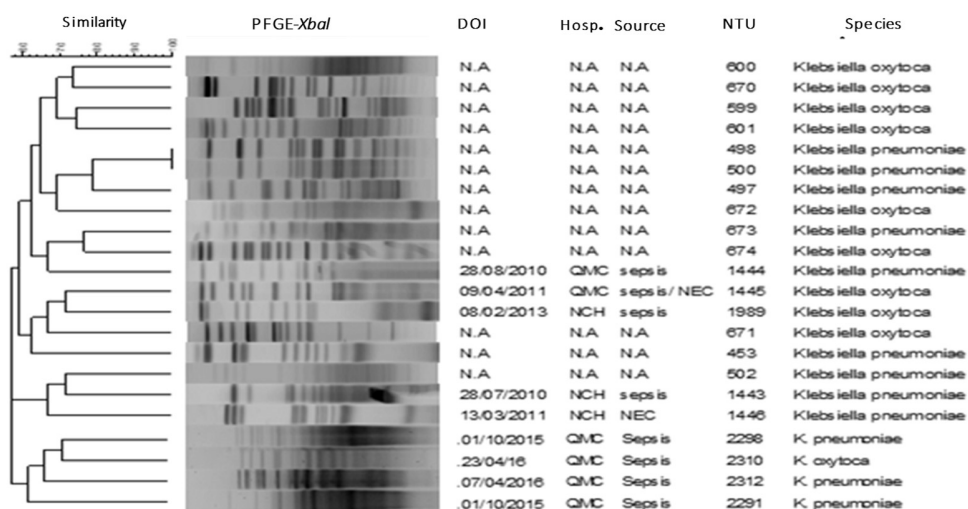 Similarity PFGE-XbaI DOI Hosp. Source NTU Species
60 70 80 90 100
N.A N.A N.A 600 Klebsiella oxytoca
N.A N.A N.A 670 Klebsiella oxytoca
N.A N.A N.A 599 Klebsiella oxytoca
N.A N.A N.A 601 Klebsiella oxytoca
N.A N.A N.A 498 Klebsiella pneumoniae
N.A N.A N.A 500 Klebsiella pneumoniae
N.A N.A N.A 497 Klebsiella pneumoniae
N.A N.A N.A 672 Klebsiella oxytoca
N.A N.A N.A 673 Klebsiella pneumoniae
N.A N.A N.A 674 Klebsiella oxytoca
28/08/2010 QMC sepsis 1444 Klebsiella pneumoniae
09/04/2011 QMC sepsis/ NEC 1445 Klebsiella oxytoca
08/02/2013 NCH sepsis 1989 Klebsiella oxytoca
N.A N.A N.A 671 Klebsiella oxytoca
N.A N.A N.A 453 Klebsiella pneumoniae
N.A N.A N.A 502 Klebsiella pneumoniae
28/07/2010 NCH sepsis 1443 Klebsiella pneumoniae
13/03/2011 NCH NEC 1446 Klebsiella pneumoniae
.01/10/2015 QMC Sepsis 2298 K. pneumoniae
.23/04/16 QMC Sepsis 2310 K. oxytoca
.07/04/2016 QMC Sepsis 2312 K. pneumoniae
.01/10/2015 QMC Sepsis 2291 K. pneumoniae